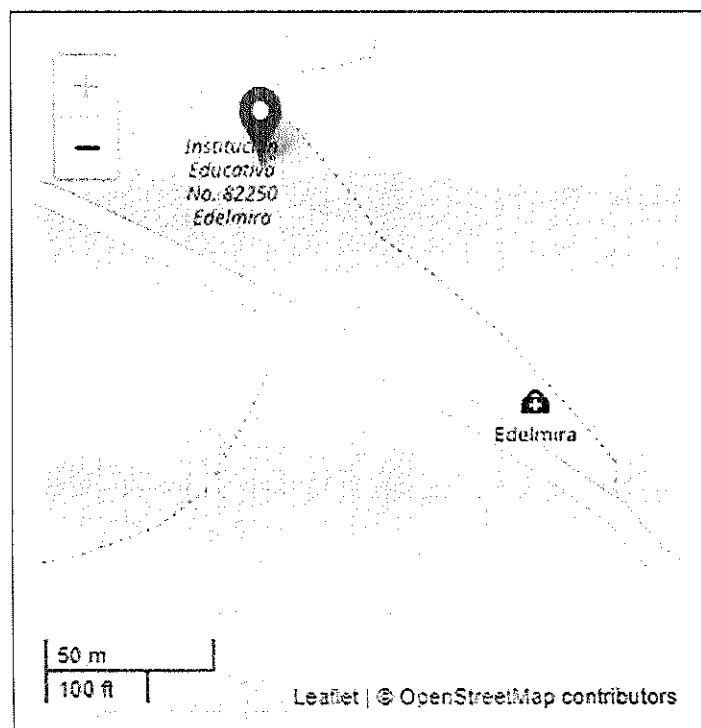 +
−
Institución
Educativa
No. 82250
Edelmira
Edelmira
50 m
100 ft
Leaflet | © OpenStreetMap contributors